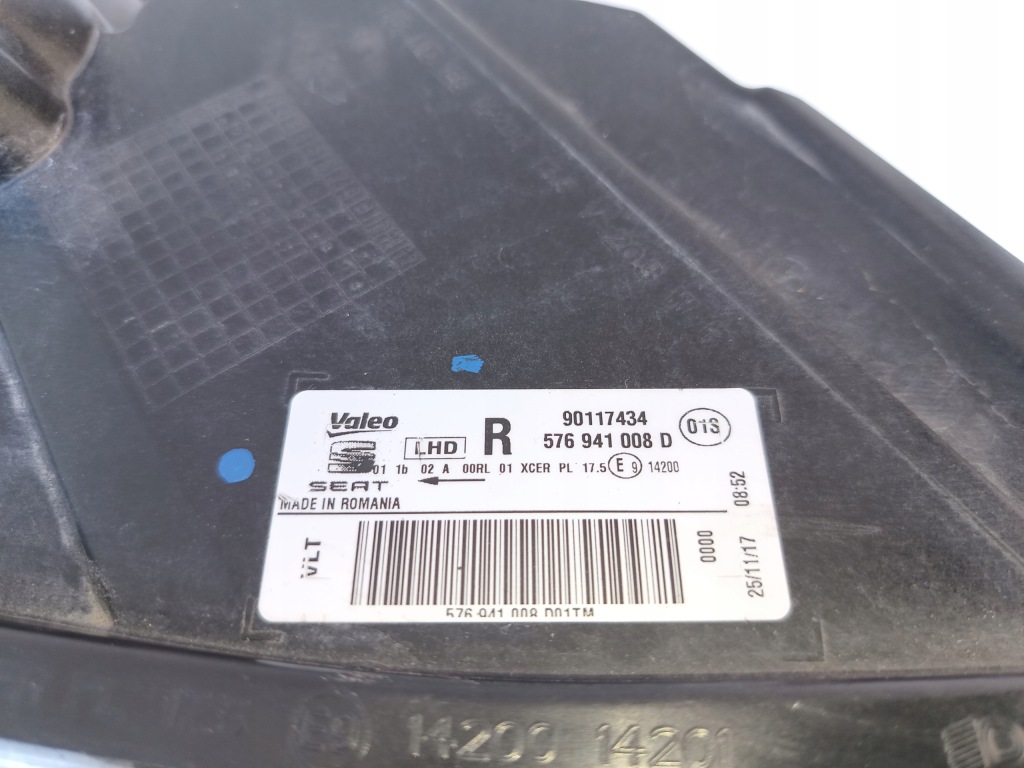 Valeo
LHD R
90117434
576 941 008 D
01S
01 1b 02 A 00RL 01 XCER PL 17.5 E 9 14200
SEAT
MADE IN ROMANIA
VLT
0000
25/11/17 08:52
576 941 008 D01TM
14200 14201